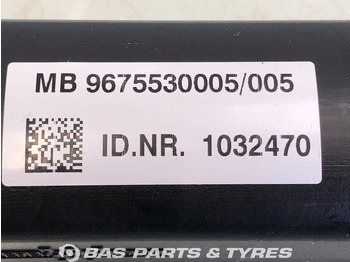 MB 9675530005/005
ID.NR. 1032470
BAS PARTS & TYRES